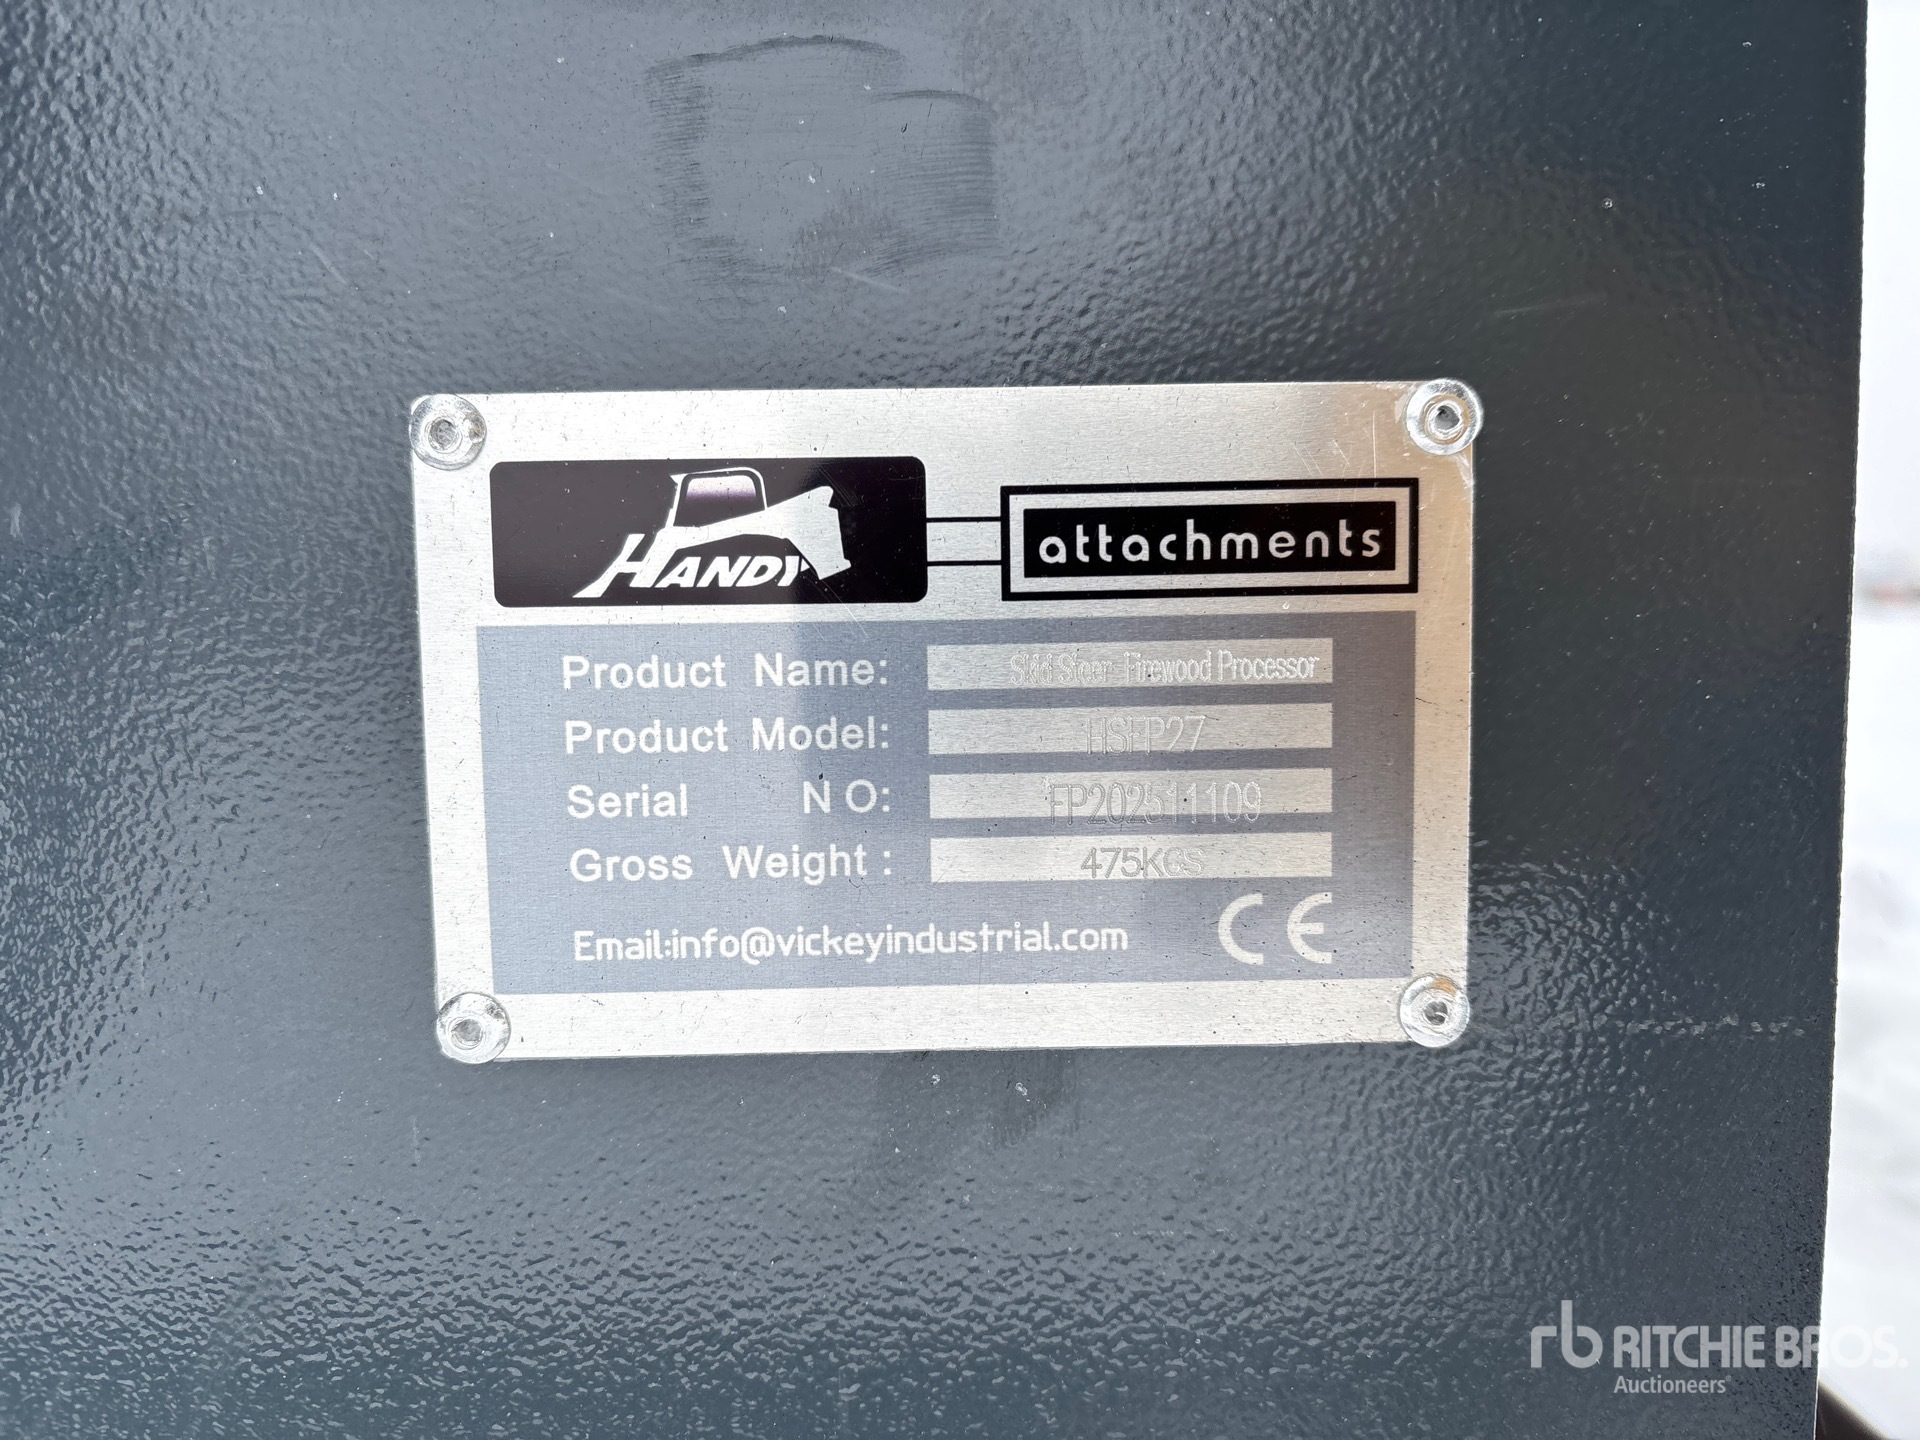 HANDY attachments
Product Name: Skid Steer-Firewood Processor
Product Model: HSFP27
Serial NO: FP202511109
Gross Weight: 475KGS
Email:info@vickeyindustrial.com CE
rb RITCHIE BROS.
Auctioneers